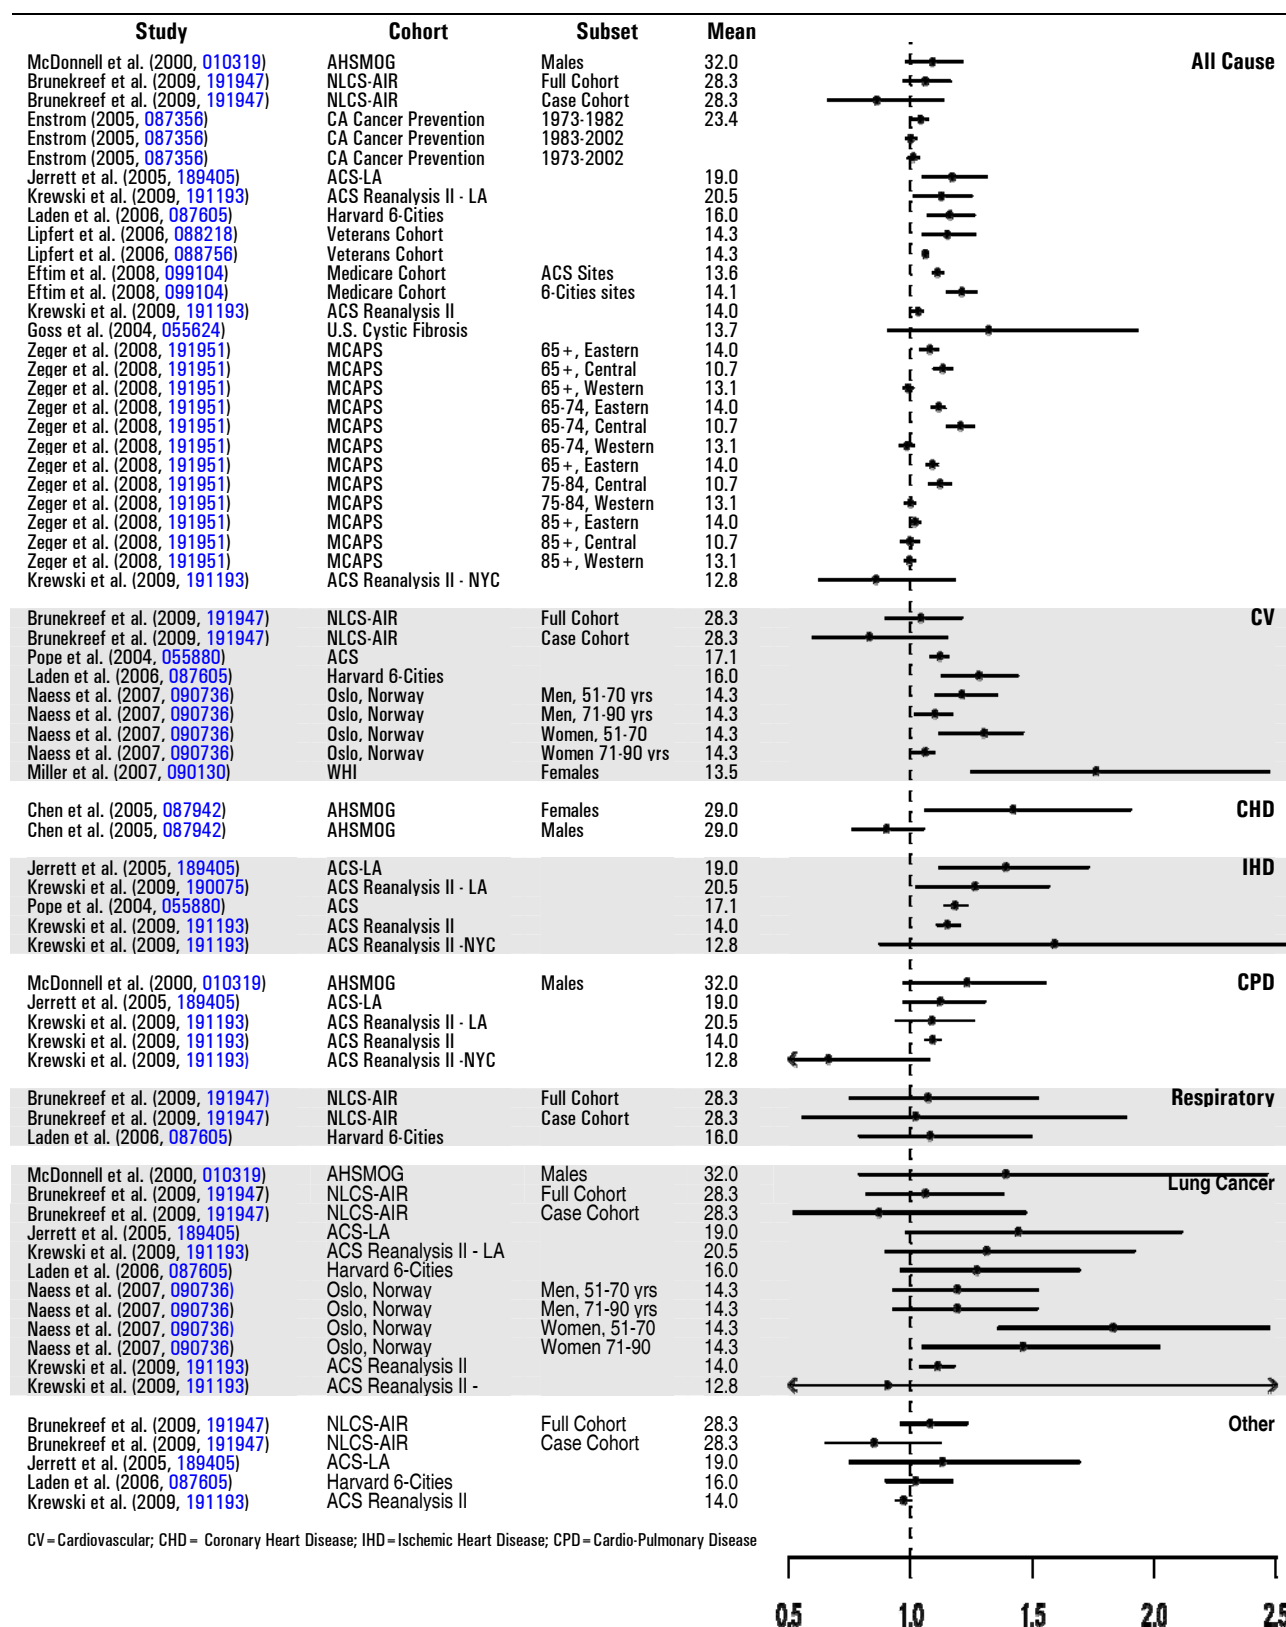 Study Cohort Subset Mean
McDonnell et al. (2000, 010319) AHSMOG Males 32.0 All Cause
Brunekreef et al. (2009, 191947) NLCS-AIR Full Cohort 28.3
Brunekreef et al. (2009, 191947) NLCS-AIR Case Cohort 28.3
Enstrom (2005, 087356) CA Cancer Prevention 1973-1982 23.4
Enstrom (2005, 087356) CA Cancer Prevention 1983-2002
Enstrom (2005, 087356) CA Cancer Prevention 1973-2002
Jerrett et al. (2005, 189405) ACS-LA 19.0
Krewski et al. (2009, 191193) ACS Reanalysis II - LA 20.5
Laden et al. (2006, 087605) Harvard 6-Cities 16.0
Lipfert et al. (2006, 088218) Veterans Cohort 14.3
Lipfert et al. (2006, 088756) Veterans Cohort 14.3
Eftim et al. (2008, 099104) Medicare Cohort ACS Sites 13.6
Eftim et al. (2008, 099104) Medicare Cohort 6-Cities sites 14.1
Krewski et al. (2009, 191193) ACS Reanalysis II 14.0
Goss et al. (2004, 055624) U.S. Cystic Fibrosis 13.7
Zeger et al. (2008, 191951) MCAPS 65+, Eastern 14.0
Zeger et al. (2008, 191951) MCAPS 65+, Central 10.7
Zeger et al. (2008, 191951) MCAPS 65+, Western 13.1
Zeger et al. (2008, 191951) MCAPS 65-74, Eastern 14.0
Zeger et al. (2008, 191951) MCAPS 65-74, Central 10.7
Zeger et al. (2008, 191951) MCAPS 65-74, Western 13.1
Zeger et al. (2008, 191951) MCAPS 65+, Eastern 14.0
Zeger et al. (2008, 191951) MCAPS 75-84, Central 10.7
Zeger et al. (2008, 191951) MCAPS 75-84, Western 13.1
Zeger et al. (2008, 191951) MCAPS 85+, Eastern 14.0
Zeger et al. (2008, 191951) MCAPS 85+, Central 10.7
Zeger et al. (2008, 191951) MCAPS 85+, Western 13.1
Krewski et al. (2009, 191193) ACS Reanalysis II - NYC 12.8
Brunekreef et al. (2009, 191947) NLCS-AIR Full Cohort 28.3 CV
Brunekreef et al. (2009, 191947) NLCS-AIR Case Cohort 28.3
Pope et al. (2004, 055880) ACS 17.1
Laden et al. (2006, 087605) Harvard 6-Cities 16.0
Naess et al. (2007, 090736) Oslo, Norway Men, 51-70 yrs 14.3
Naess et al. (2007, 090736) Oslo, Norway Men, 71-90 yrs 14.3
Naess et al. (2007, 090736) Oslo, Norway Women, 51-70 14.3
Naess et al. (2007, 090736) Oslo, Norway Women 71-90 yrs 14.3
Miller et al. (2007, 090130) WHI Females 13.5
Chen et al. (2005, 087942) AHSMOG Females 29.0 CHD
Chen et al. (2005, 087942) AHSMOG Males 29.0
Jerrett et al. (2005, 189405) ACS-LA 19.0 IHD
Krewski et al. (2009, 190075) ACS Reanalysis II - LA 20.5
Pope et al. (2004, 055880) ACS 17.1
Krewski et al. (2009, 191193) ACS Reanalysis II 14.0
Krewski et al. (2009, 191193) ACS Reanalysis II -NYC 12.8
McDonnell et al. (2000, 010319) AHSMOG Males 32.0 CPD
Jerrett et al. (2005, 189405) ACS-LA 19.0
Krewski et al. (2009, 191193) ACS Reanalysis II - LA 20.5
Krewski et al. (2009, 191193) ACS Reanalysis II 14.0
Krewski et al. (2009, 191193) ACS Reanalysis II -NYC 12.8
Brunekreef et al. (2009, 191947) NLCS-AIR Full Cohort 28.3 Respiratory
Brunekreef et al. (2009, 191947) NLCS-AIR Case Cohort 28.3
Laden et al. (2006, 087605) Harvard 6-Cities 16.0
McDonnell et al. (2000, 010319) AHSMOG Males 32.0 Lung Cancer
Brunekreef et al. (2009, 191947) NLCS-AIR Full Cohort 28.3
Brunekreef et al. (2009, 191947) NLCS-AIR Case Cohort 28.3
Jerrett et al. (2005, 189405) ACS-LA 19.0
Krewski et al. (2009, 191193) ACS Reanalysis II - LA 20.5
Laden et al. (2006, 087605) Harvard 6-Cities 16.0
Naess et al. (2007, 090736) Oslo, Norway Men, 51-70 yrs 14.3
Naess et al. (2007, 090736) Oslo, Norway Men, 71-90 yrs 14.3
Naess et al. (2007, 090736) Oslo, Norway Women, 51-70 14.3
Naess et al. (2007, 090736) Oslo, Norway Women 71-90 14.3
Krewski et al. (2009, 191193) ACS Reanalysis II 14.0
Krewski et al. (2009, 191193) ACS Reanalysis II - 12.8
Brunekreef et al. (2009, 191947) NLCS-AIR Full Cohort 28.3 Other
Brunekreef et al. (2009, 191947) NLCS-AIR Case Cohort 28.3
Jerrett et al. (2005, 189405) ACS-LA 19.0
Laden et al. (2006, 087605) Harvard 6-Cities 16.0
Krewski et al. (2009, 191193) ACS Reanalysis II 14.0
CV=Cardiovascular; CHD= Coronary Heart Disease; IHD=Ischemic Heart Disease; CPD=Cardio-Pulmonary Disease
0.5 1.0 1.5 2.0 2.5